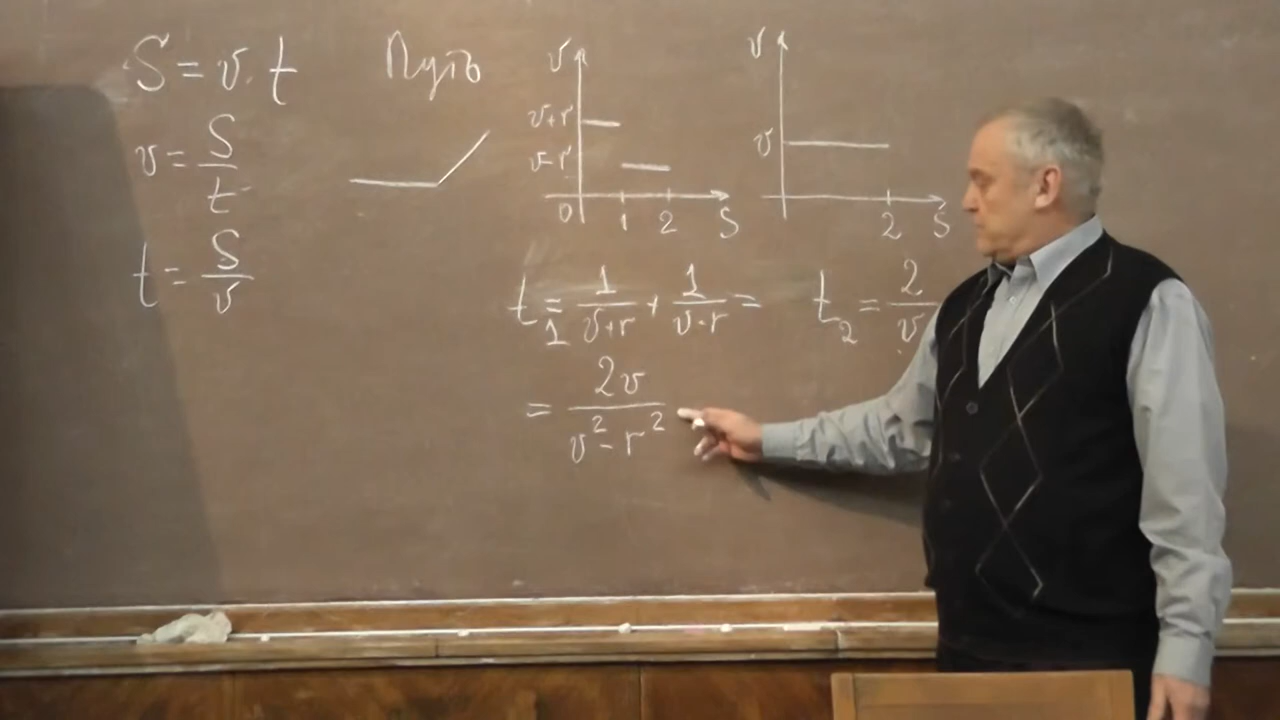 S = v · t
v = S/t
t = S/v
Путь
v
v+r
v-r
0 1 2 S
v
v
2 S
t₁ = 1/(v+r) + 1/(v-r) =
= 2v/(v² - r²)
t₂ = 2/v